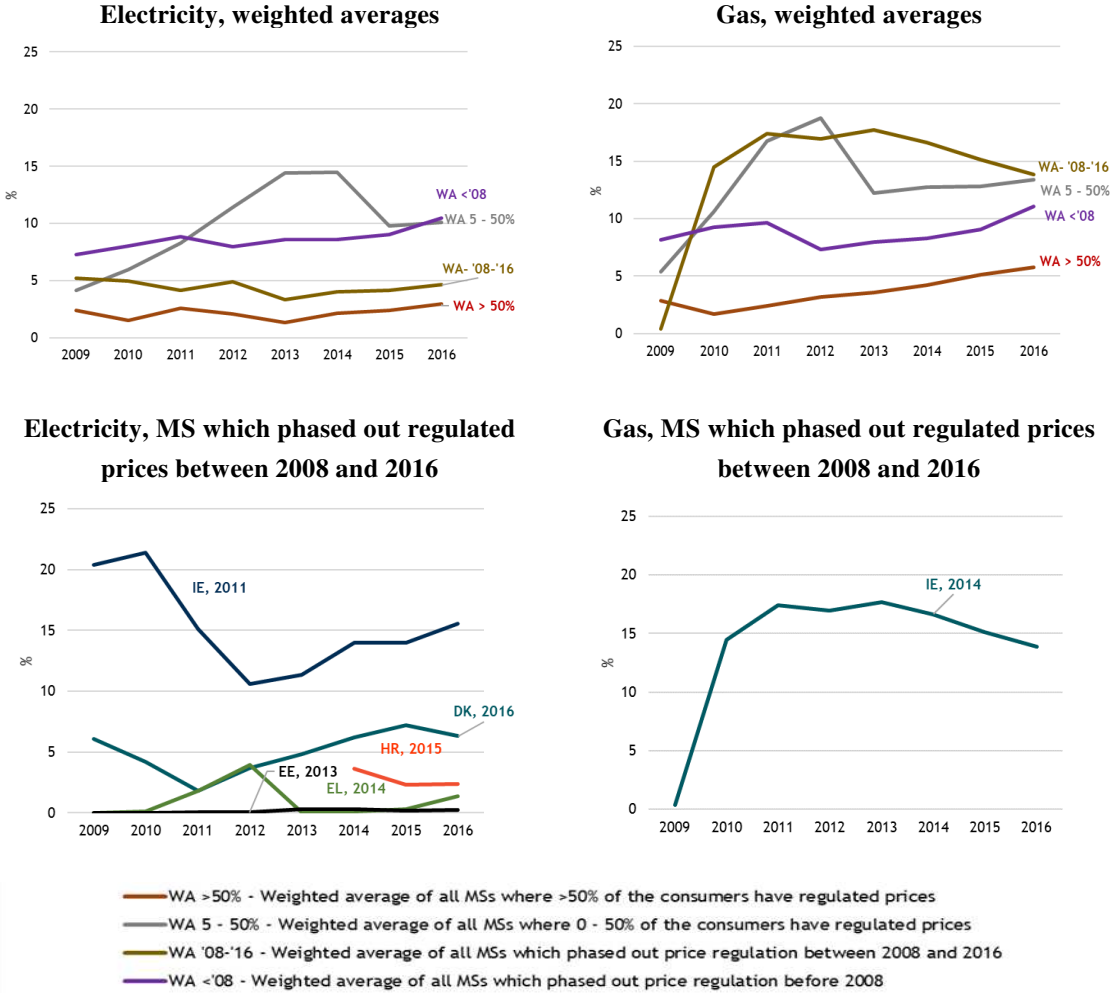 Electricity, weighted averages
25
20
15
10
5
0
%
2009 2010 2011 2012 2013 2014 2015 2016
WA <'08
WA 5 - 50%
WA- '08-'16
WA > 50%
Gas, weighted averages
25
20
15
10
5
0
%
2009 2010 2011 2012 2013 2014 2015 2016
WA- '08-'16
WA 5 - 50%
WA <'08
WA > 50%
Electricity, MS which phased out regulated
prices between 2008 and 2016
25
20
15
10
5
0
%
2009 2010 2011 2012 2013 2014 2015 2016
IE, 2011
DK, 2016
HR, 2015
EE, 2013
EL, 2014
Gas, MS which phased out regulated prices
between 2008 and 2016
25
20
15
10
5
0
%
2009 2010 2011 2012 2013 2014 2015 2016
IE, 2014
WA >50% - Weighted average of all MSs where >50% of the consumers have regulated prices
WA 5 - 50% - Weighted average of all MSs where 0 - 50% of the consumers have regulated prices
WA '08-'16 - Weighted average of all MSs which phased out price regulation between 2008 and 2016
WA <'08 - Weighted average of all MSs which phased out price regulation before 2008